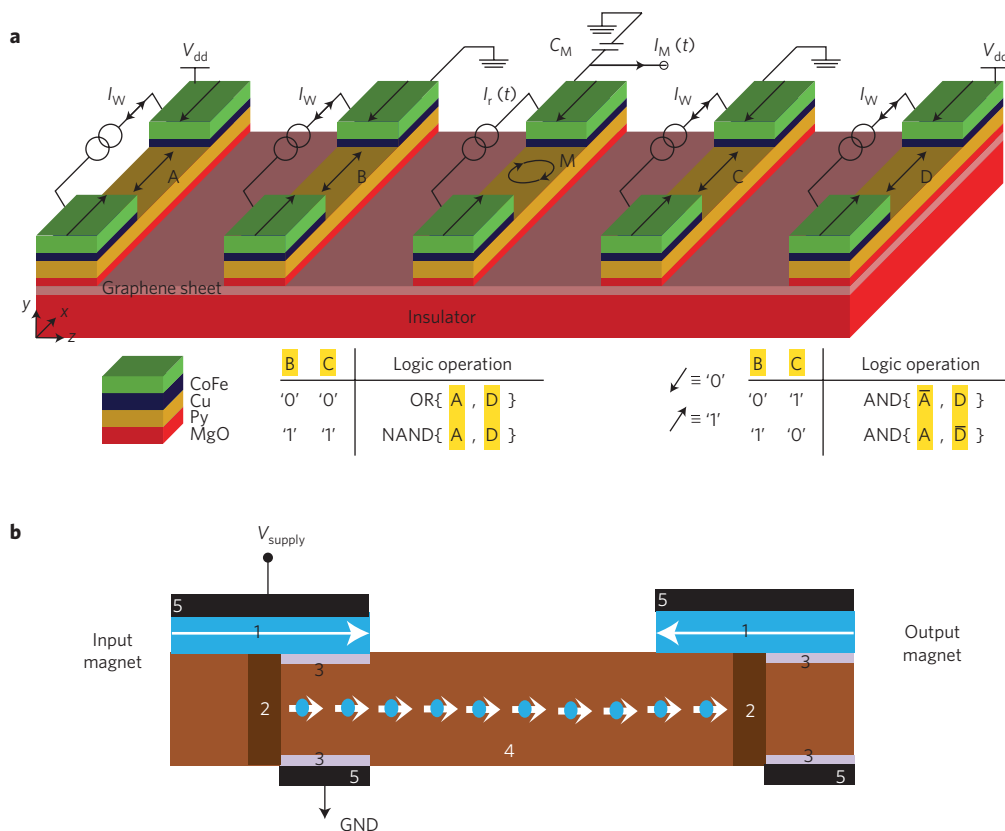 a
V_dd
I_W
I_W
C_M
I_r (t)
I_M (t)
I_W
I_W
V_dd
A
B
M
C
D
Graphene sheet
Insulator
y
x
z
CoFe
Cu
Py
MgO
B C Logic operation
‘0’ ‘0’ OR{ A , D }
‘1’ ‘1’ NAND{ A , D }
≡ ‘0’
≡ ‘1’
B C Logic operation
‘0’ ‘1’ AND{ A̅ , D }
‘1’ ‘0’ AND{ A , D̅ }
b
V_supply
5
5
Input magnet
1
1
Output magnet
3
3
2
2
4
3
3
5
5
GND